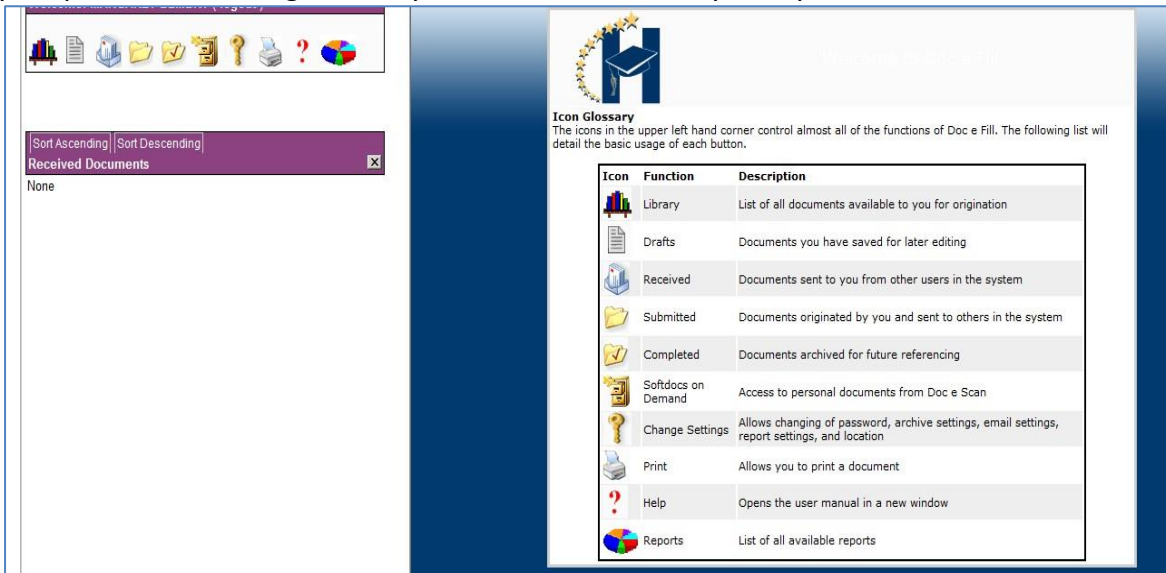 Sort Ascending Sort Descending
Received Documents
None
Icon Glossary
The icons in the upper left hand corner control almost all of the functions of Doc e Fill. The following list will
detail the basic usage of each button.
Icon Function Description
Library List of all documents available to you for origination
Drafts Documents you have saved for later editing
Received Documents sent to you from other users in the system
Submitted Documents originated by you and sent to others in the system
Completed Documents archived for future referencing
Softdocs on
Demand Access to personal documents from Doc e Scan
Change Settings Allows changing of password, archive settings, email settings,
report settings, and location
Print Allows you to print a document
Help Opens the user manual in a new window
Reports List of all available reports